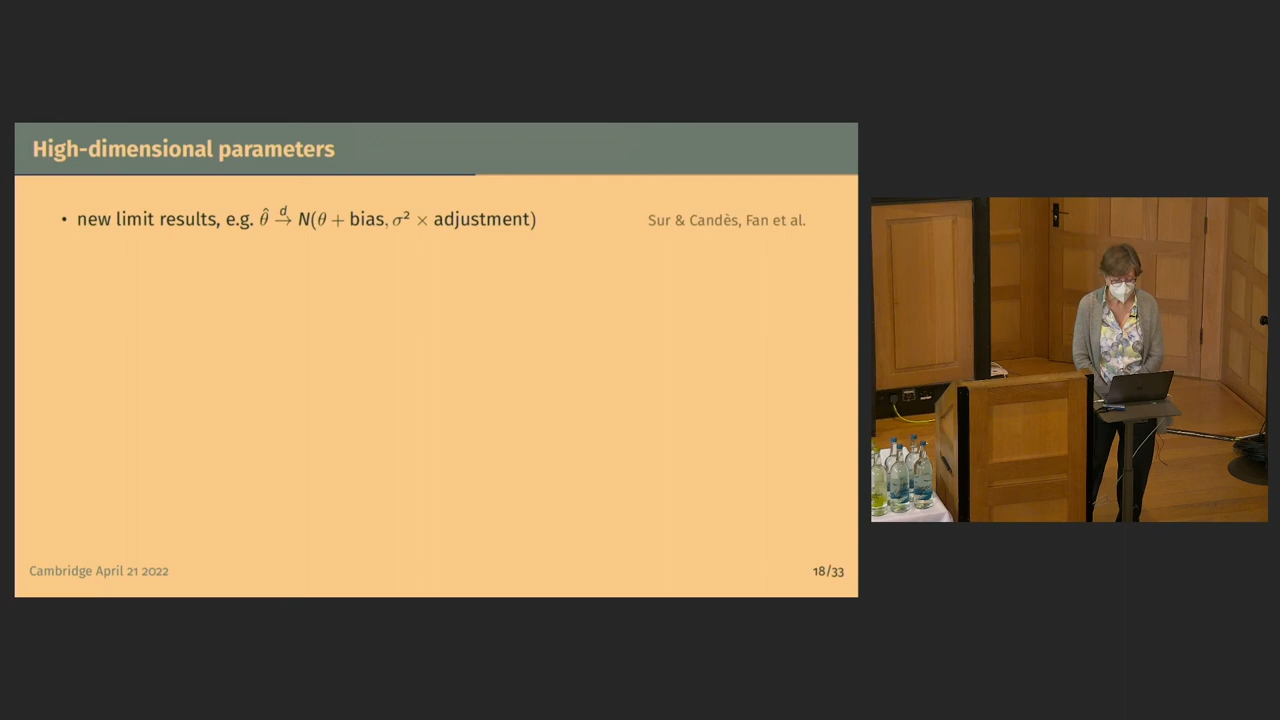 High-dimensional parameters
• new limit results, e.g. θ̂ →ᵈ N(θ + bias, σ² × adjustment) Sur & Candès, Fan et al.
Cambridge April 21 2022 18/33